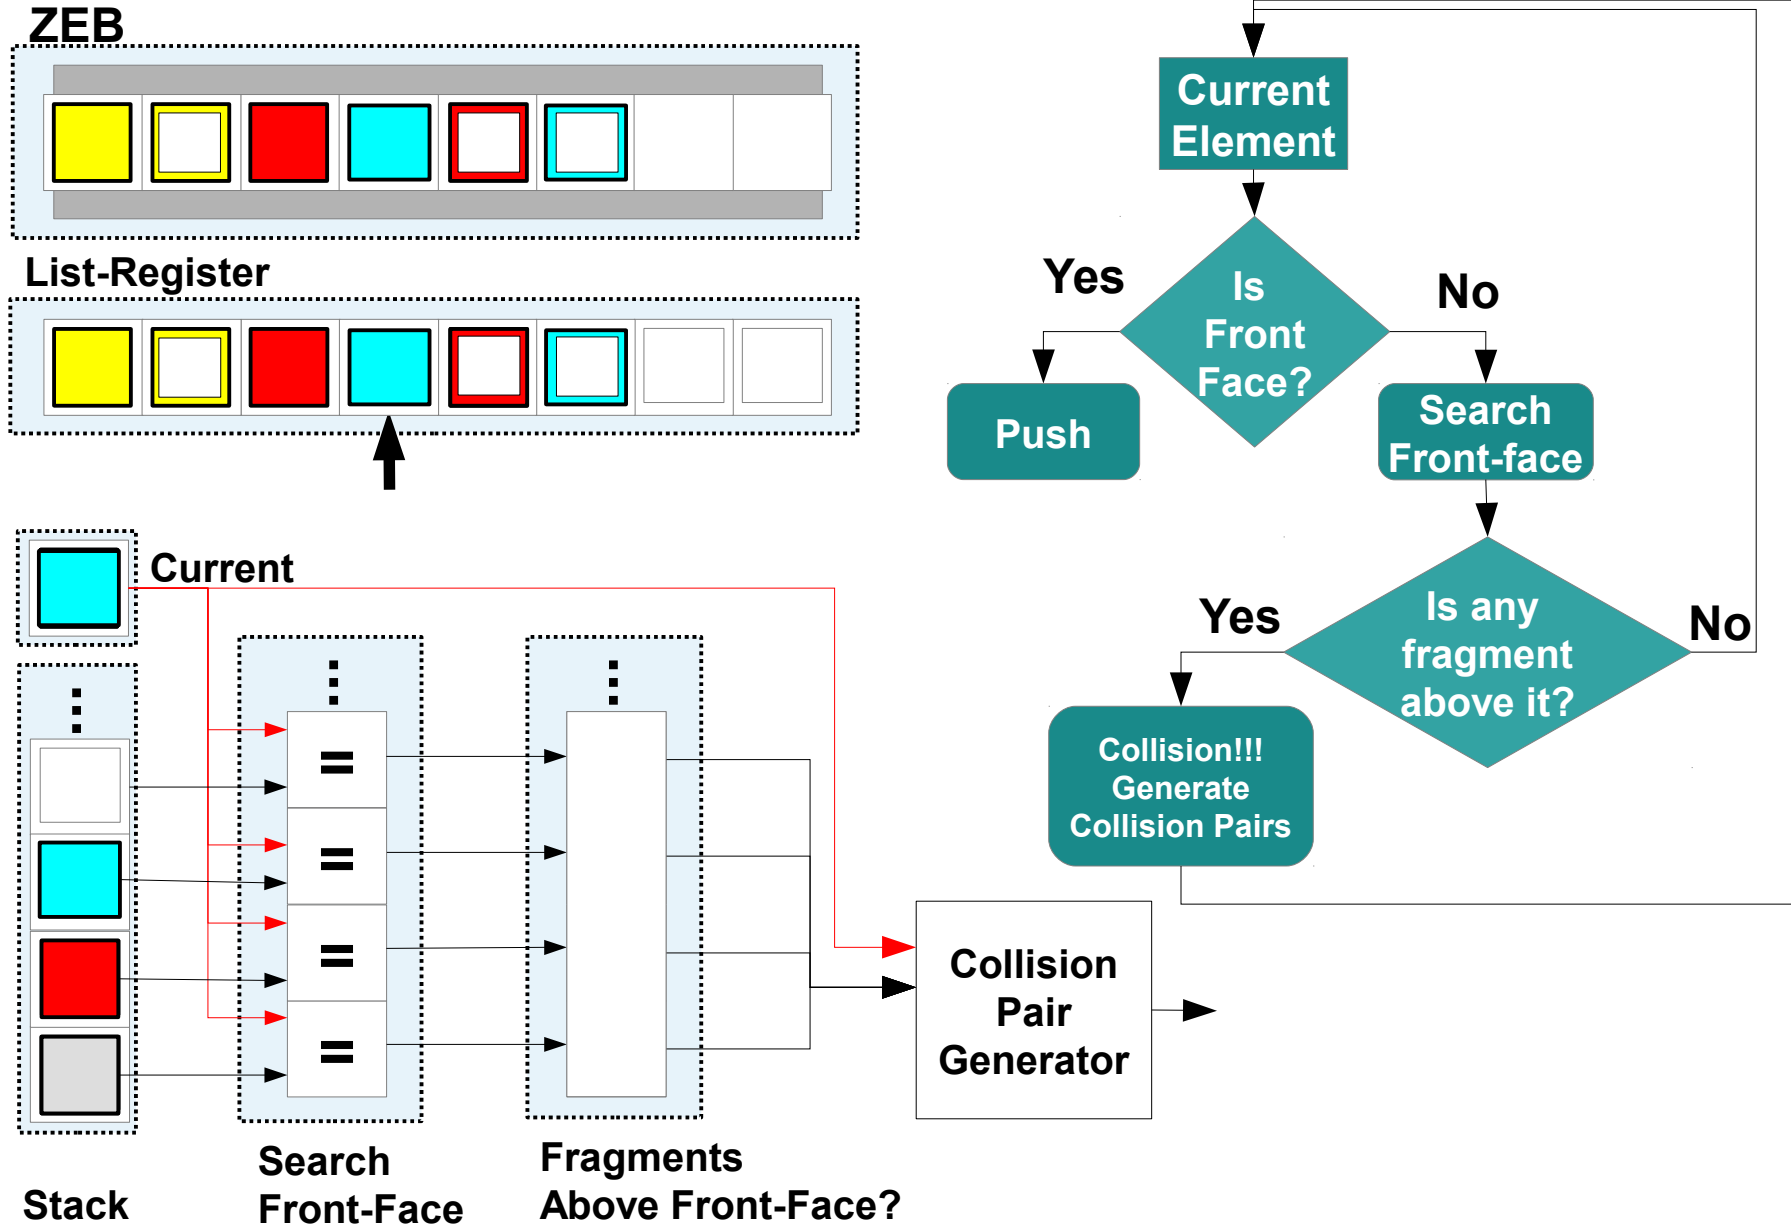 ZEB
List-Register
Current
Stack
Search
Front-Face
=
=
=
=
Fragments
Above Front-Face?
Collision
Pair
Generator
Current
Element
Is
Front
Face?
Yes
No
Push
Search
Front-face
Is any
fragment
above it?
Yes
No
Collision!!!
Generate
Collision Pairs